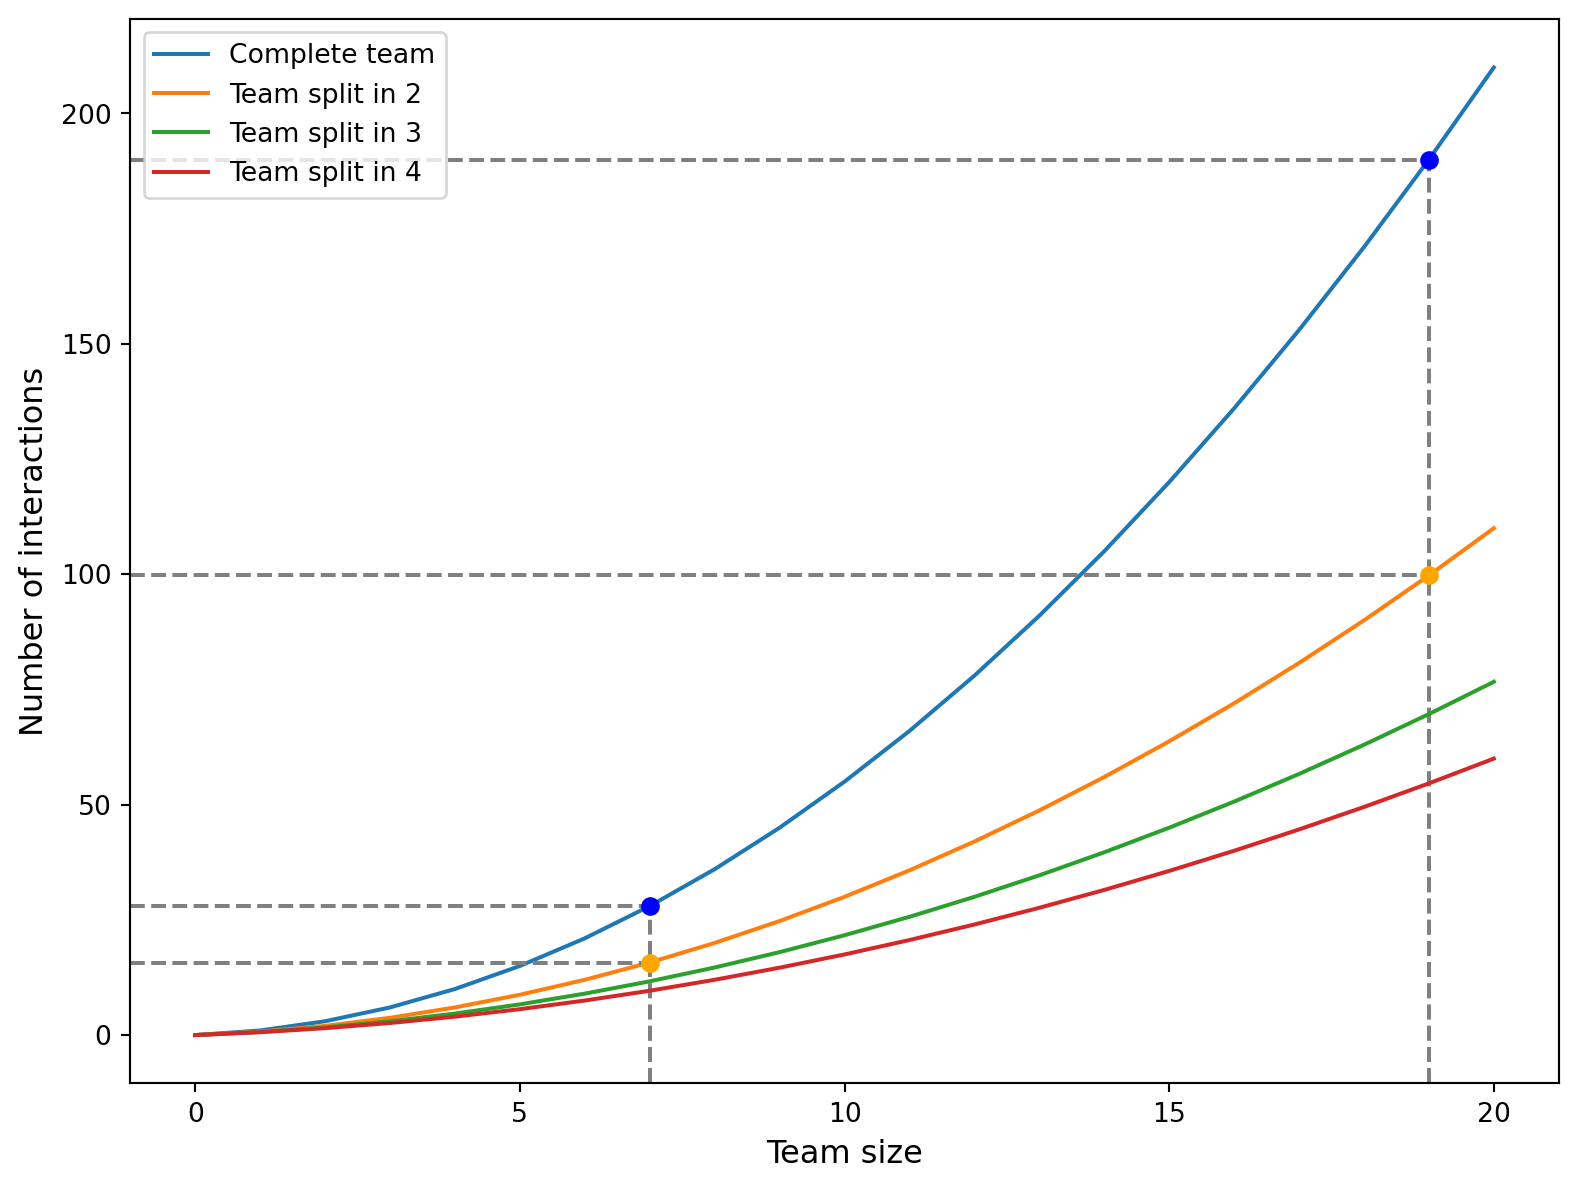 Complete team
Team split in 2
Team split in 3
Team split in 4
200
150
100
50
0
Number of interactions
0 5 10 15 20
Team size